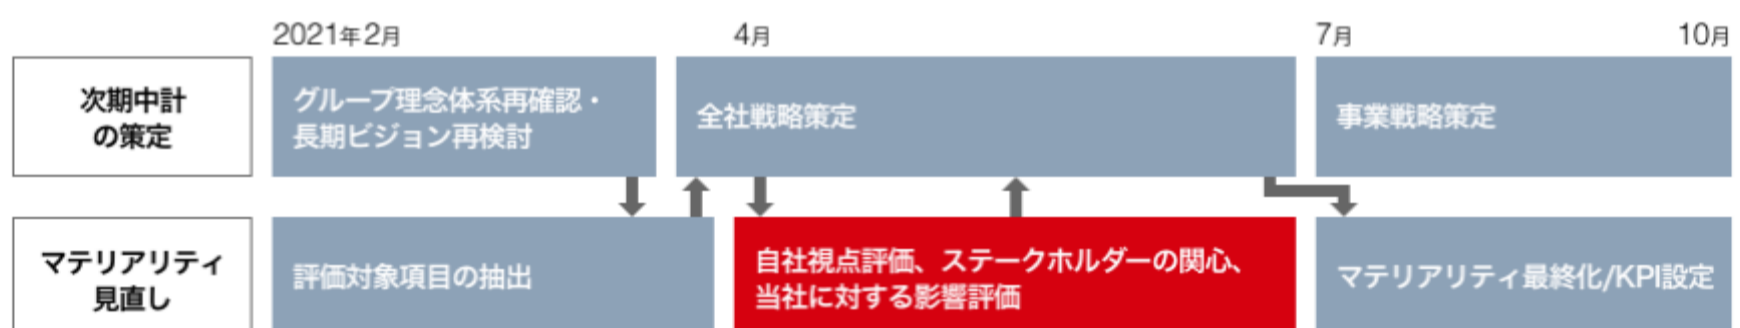 2021年2月
4月
7月
10月
次期中計
の策定
グループ理念体系再確認・
長期ビジョン再検討
全社戦略策定
事業戦略策定
マテリアリティ
見直し
評価対象項目の抽出
自社視点評価、ステークホルダーの関心、
当社に対する影響評価
マテリアリティ最終化/KPI設定